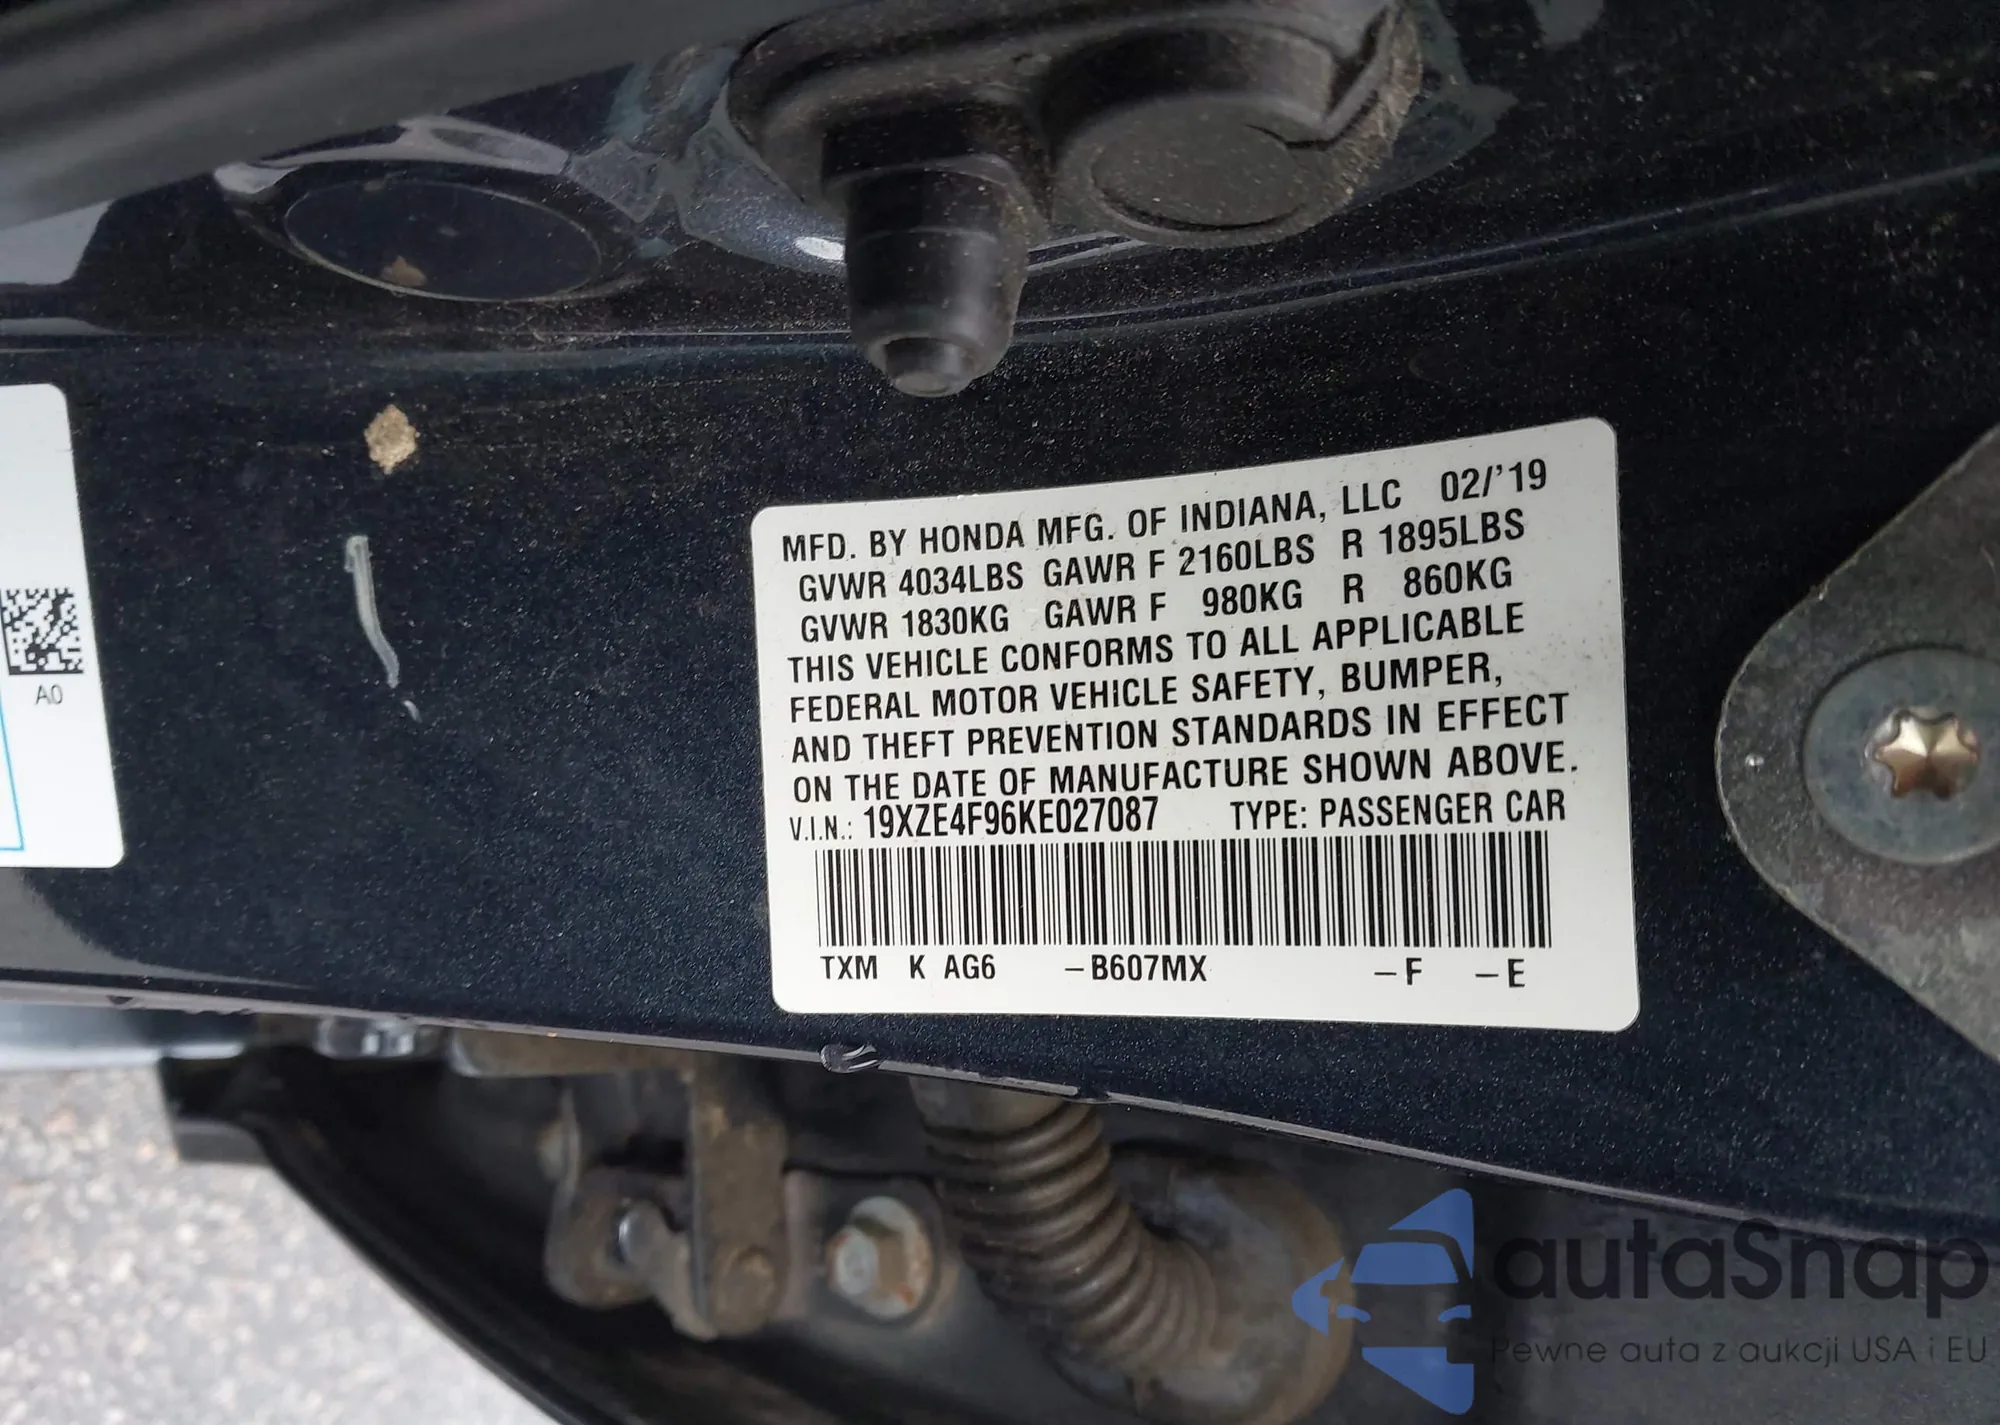 MFD. BY HONDA MFG. OF INDIANA, LLC 02/'19
GVWR 4034LBS GAWR F 2160LBS R 1895LBS
GVWR 1830KG GAWR F 980KG R 860KG
THIS VEHICLE CONFORMS TO ALL APPLICABLE
FEDERAL MOTOR VEHICLE SAFETY, BUMPER,
AND THEFT PREVENTION STANDARDS IN EFFECT
ON THE DATE OF MANUFACTURE SHOWN ABOVE.
V.I.N.: 19XZE4F96KE027087 TYPE: PASSENGER CAR
TXM K AG6 -B607MX -F -E
A0
autaSnap
Pewne auta z aukcji USA i EU